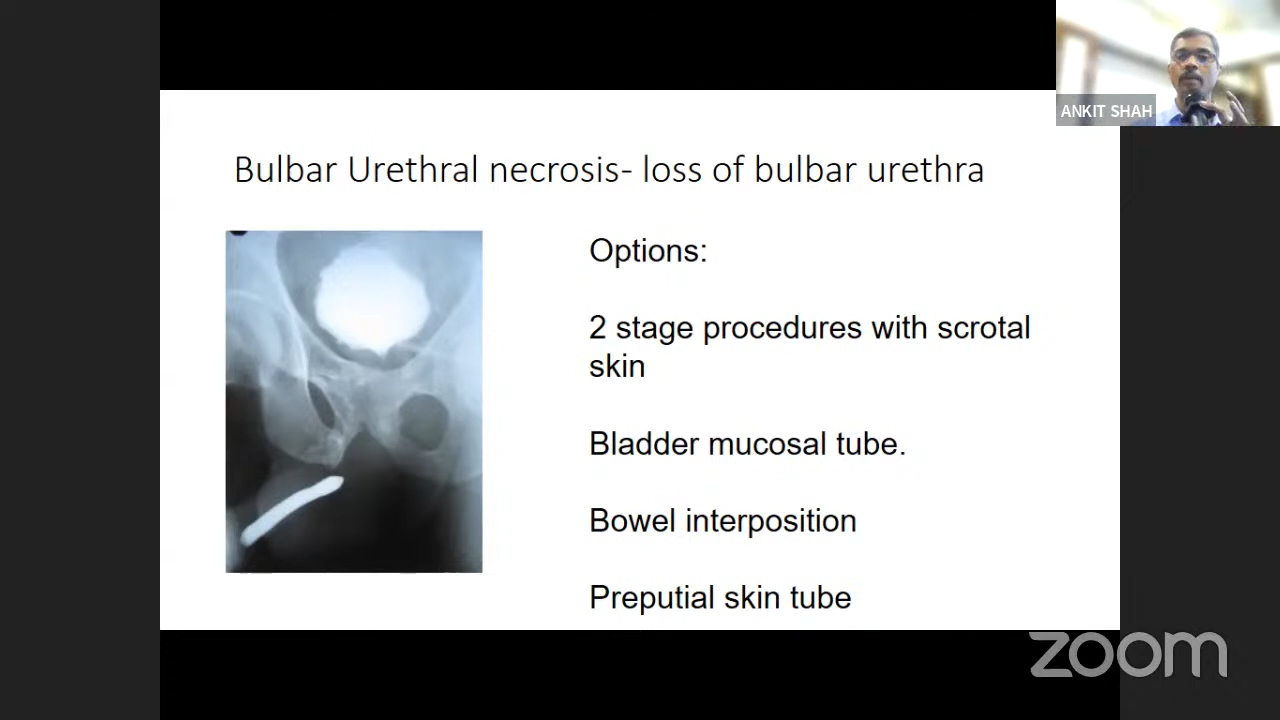 ANKIT SHAH
Bulbar Urethral necrosis- loss of bulbar urethra
Options:
2 stage procedures with scrotal
skin
Bladder mucosal tube.
Bowel interposition
Preputial skin tube
zoom